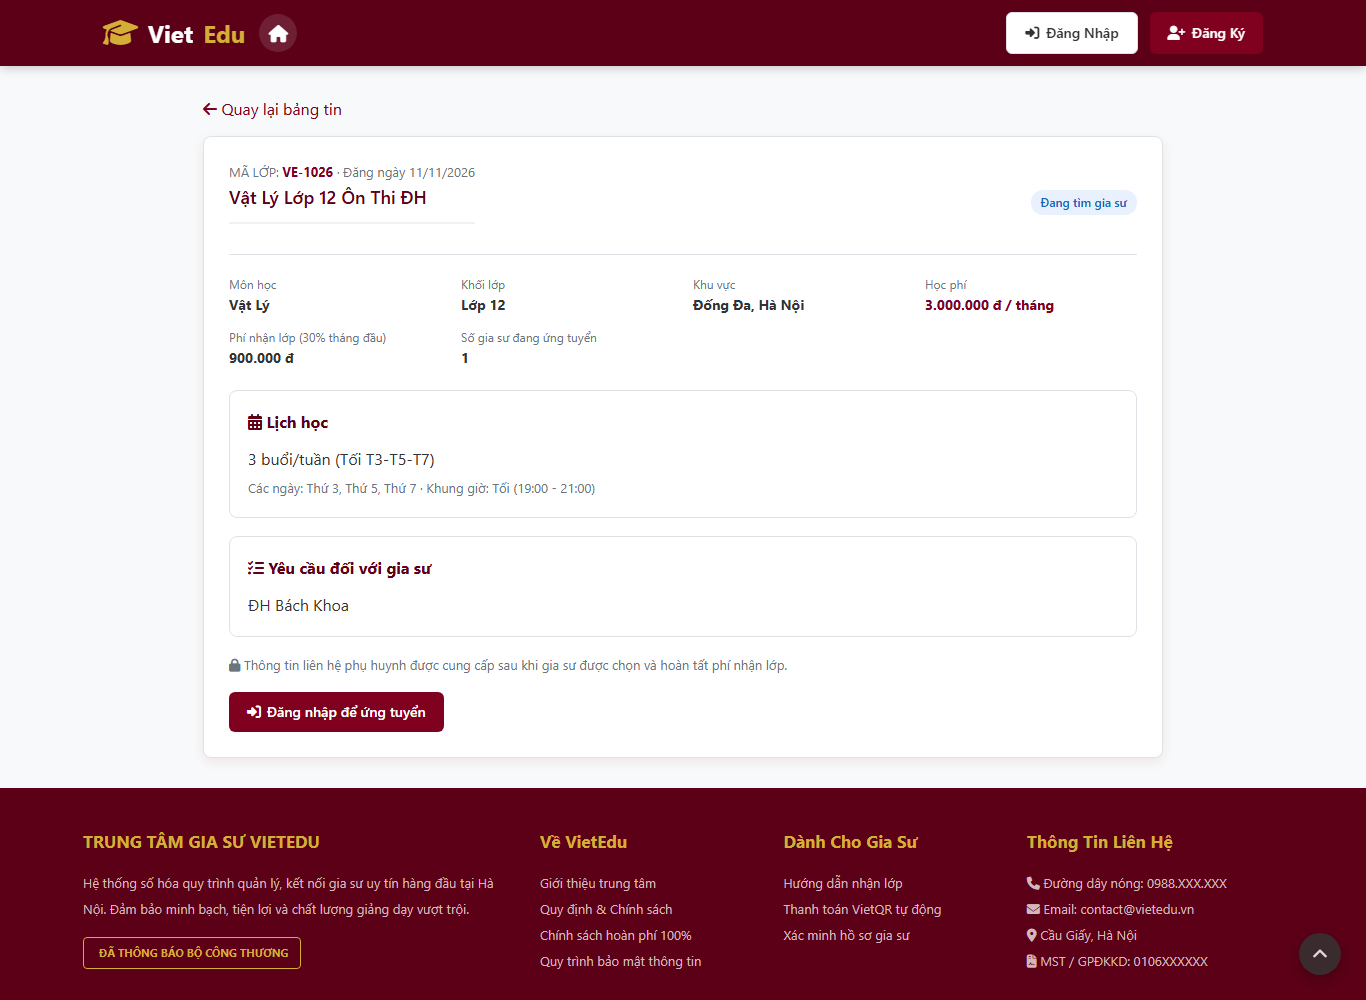 Viet Edu
Đăng Nhập
Đăng Ký
Quay lại bảng tin
MÃ LỚP: VE-1026 · Đăng ngày 11/11/2026
Vật Lý Lớp 12 Ôn Thi ĐH
Đang tìm gia sư
Môn học
Vật Lý
Khối lớp
Lớp 12
Khu vực
Đống Đa, Hà Nội
Học phí
3.000.000 đ / tháng
Phí nhận lớp (30% tháng đầu)
900.000 đ
Số gia sư đang ứng tuyển
1
Lịch học
3 buổi/tuần (Tối T3-T5-T7)
Các ngày: Thứ 3, Thứ 5, Thứ 7 · Khung giờ: Tối (19:00 - 21:00)
Yêu cầu đối với gia sư
ĐH Bách Khoa
Thông tin liên hệ phụ huynh được cung cấp sau khi gia sư được chọn và hoàn tất phí nhận lớp.
Đăng nhập để ứng tuyển
TRUNG TÂM GIA SƯ VIETEDU
Hệ thống số hóa quy trình quản lý, kết nối gia sư uy tín hàng đầu tại Hà
Nội. Đảm bảo minh bạch, tiện lợi và chất lượng giảng dạy vượt trội.
ĐÃ THÔNG BÁO BỘ CÔNG THƯƠNG
Về VietEdu
Giới thiệu trung tâm
Quy định & Chính sách
Chính sách hoàn phí 100%
Quy trình bảo mật thông tin
Dành Cho Gia Sư
Hướng dẫn nhận lớp
Thanh toán VietQR tự động
Xác minh hồ sơ gia sư
Thông Tin Liên Hệ
Đường dây nóng: 0988.XXX.XXX
Email: contact@vietedu.vn
Cầu Giấy, Hà Nội
MST / GPĐKKD: 0106XXXXXX